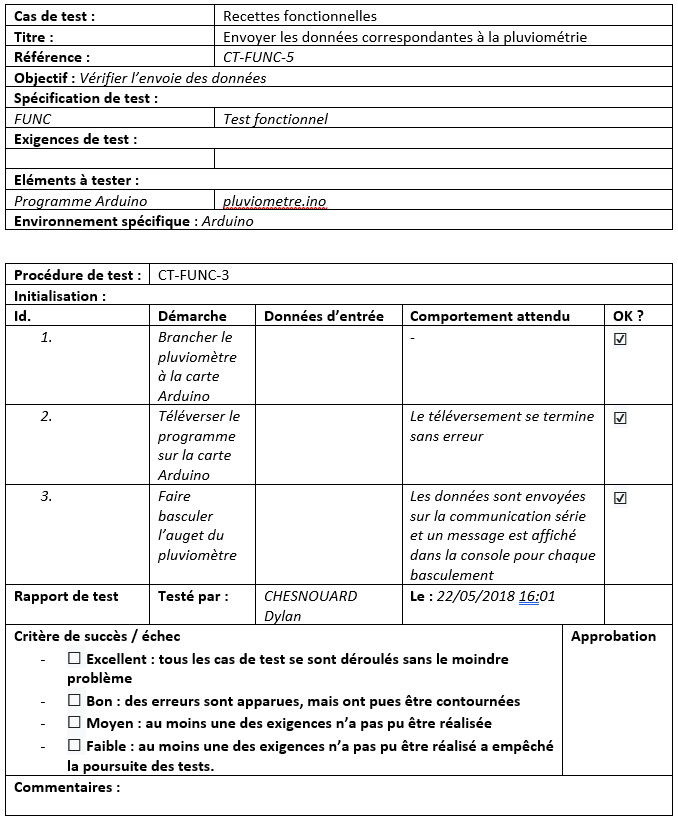 Cas de test : Recettes fonctionnelles
Titre : Envoyer les données correspondantes à la pluviométrie
Référence : CT-FUNC-5
Objectif : Vérifier l'envoie des données
Spécification de test :
FUNC Test fonctionnel
Exigences de test :
Eléments à tester :
Programme Arduino pluviometre.ino
Environnement spécifique : Arduino
Procédure de test : CT-FUNC-3
Initialisation :
Id. Démarche Données d'entrée Comportement attendu OK ?
1.
Brancher le
pluviomètre
à la carte
Arduino
-
☑
2.
Téléverser le
programme
sur la carte
Arduino
Le téléversement se termine
sans erreur
☑
3.
Faire
basculer
l'auget du
pluviomètre
Les données sont envoyées
sur la communication série
et un message est affiché
dans la console pour chaque
basculement
☑
Rapport de test Testé par : CHESNOUARD
Dylan
Le : 22/05/2018 16:01
Critère de succès / échec
- ☐ Excellent : tous les cas de test se sont déroulés sans le moindre
problème
- ☐ Bon : des erreurs sont apparues, mais ont pues être contournées
- ☐ Moyen : au moins une des exigences n'a pas pu être réalisée
- ☐ Faible : au moins une des exigences n'a pas pu être réalisé a empêché
la poursuite des tests.
Approbation
Commentaires :